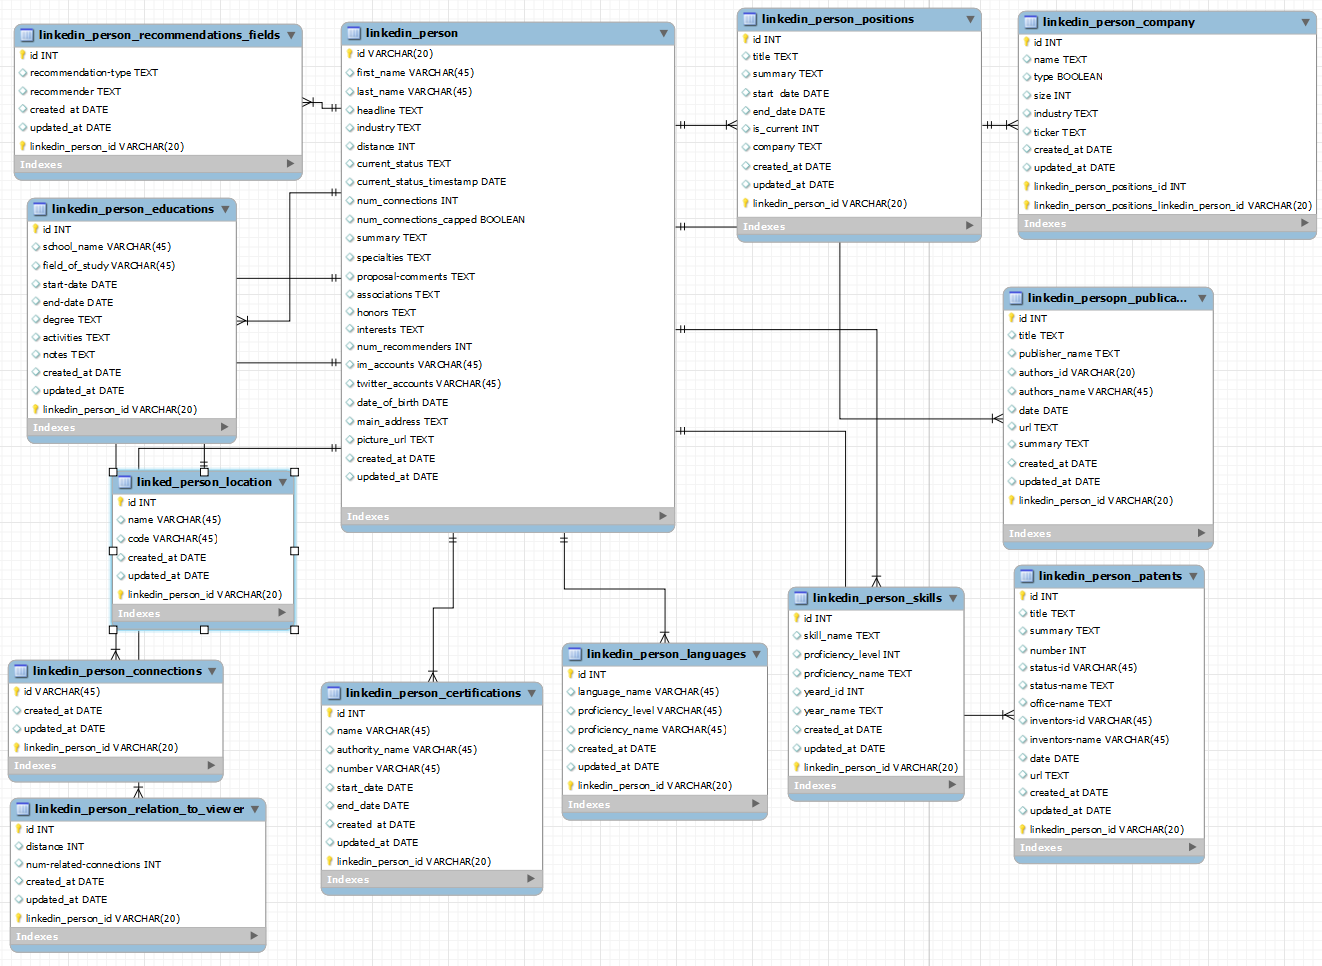 linkedin_person_recommendations_fields
id INT
recommendation-type TEXT
recommender TEXT
created_at DATE
updated_at DATE
linkedin_person_id VARCHAR(20)
Indexes
linkedin_person_educations
id INT
school_name VARCHAR(45)
field_of_study VARCHAR(45)
start-date DATE
end-date DATE
degree TEXT
activities TEXT
notes TEXT
created_at DATE
updated_at DATE
linkedin_person_id VARCHAR(20)
Indexes
linked_person_location
id INT
name VARCHAR(45)
code VARCHAR(45)
created_at DATE
updated_at DATE
linkedin_person_id VARCHAR(20)
Indexes
linkedin_person_connections
id VARCHAR(45)
created_at DATE
updated_at DATE
linkedin_person_id VARCHAR(20)
Indexes
linkedin_person_relation_to_viewer
id INT
distance INT
num-related-connections INT
created_at DATE
updated_at DATE
linkedin_person_id VARCHAR(20)
Indexes
linkedin_person
id VARCHAR(20)
first_name VARCHAR(45)
last_name VARCHAR(45)
headline TEXT
industry TEXT
distance INT
current_status TEXT
current_status_timestamp DATE
num_connections INT
num_connections_capped BOOLEAN
summary TEXT
specialties TEXT
proposal-comments TEXT
associations TEXT
honors TEXT
interests TEXT
num_recommenders INT
im_accounts VARCHAR(45)
twitter_accounts VARCHAR(45)
date_of_birth DATE
main_address TEXT
picture_url TEXT
created_at DATE
updated_at DATE
Indexes
linkedin_person_certifications
id INT
name VARCHAR(45)
authority_name VARCHAR(45)
number VARCHAR(45)
start_date DATE
end_date DATE
created_at DATE
updated_at DATE
linkedin_person_id VARCHAR(20)
Indexes
linkedin_person_languages
id INT
language_name VARCHAR(45)
proficiency_level VARCHAR(45)
proficiency_name VARCHAR(45)
created_at DATE
updated_at DATE
linkedin_person_id VARCHAR(20)
Indexes
linkedin_person_positions
id INT
title TEXT
summary TEXT
start_date DATE
end_date DATE
is_current INT
company TEXT
created_at DATE
updated_at DATE
linkedin_person_id VARCHAR(20)
Indexes
linkedin_person_company
id INT
name TEXT
type BOOLEAN
size INT
industry TEXT
ticker TEXT
created_at DATE
updated_at DATE
linkedin_person_positions_id INT
linkedin_person_positions_linkedin_person_id VARCHAR(20)
Indexes
linkedin_persopn_publica...
id INT
title TEXT
publisher_name TEXT
authors_id VARCHAR(20)
authors_name VARCHAR(45)
date DATE
url TEXT
summary TEXT
created_at DATE
updated_at DATE
linkedin_person_id VARCHAR(20)
Indexes
linkedin_person_skills
id INT
skill_name TEXT
proficiency_level INT
proficiency_name TEXT
yeard_id INT
year_name TEXT
created_at DATE
updated_at DATE
linkedin_person_id VARCHAR(20)
Indexes
linkedin_person_patents
id INT
title TEXT
summary TEXT
number INT
status-id VARCHAR(45)
status-name TEXT
office-name TEXT
inventors-id VARCHAR(45)
inventors-name VARCHAR(45)
date DATE
url TEXT
created_at DATE
updated_at DATE
linkedin_person_id VARCHAR(20)
Indexes